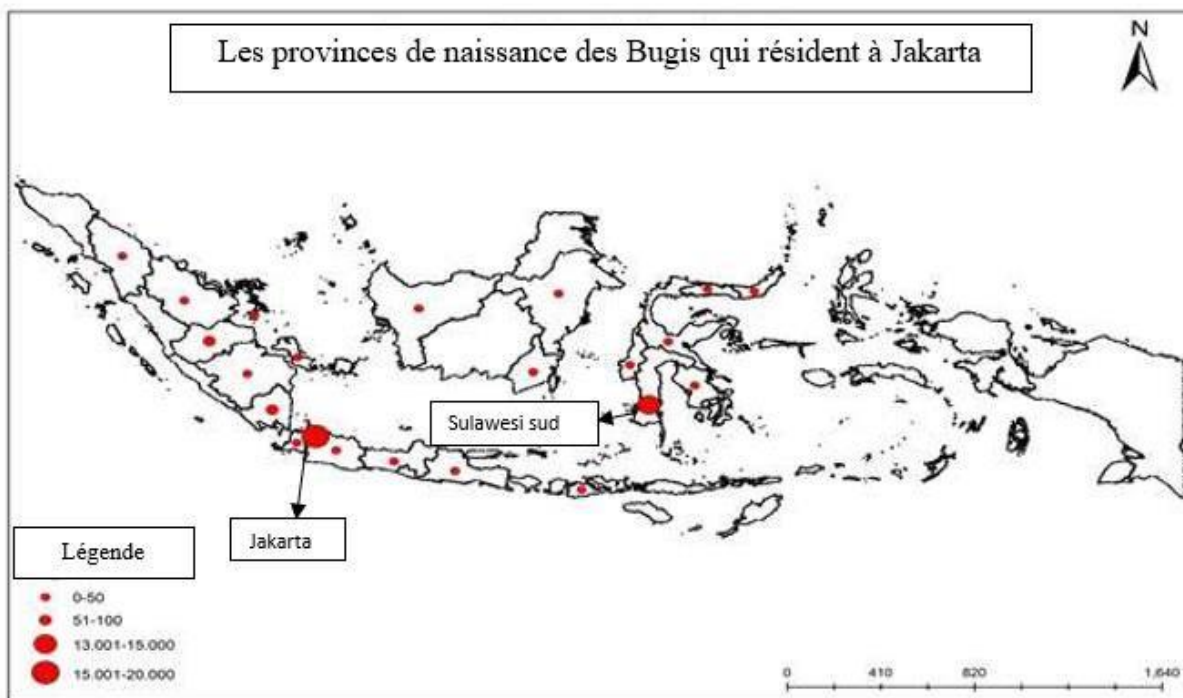 Les provinces de naissance des Bugis qui résident à Jakarta
N
Sulawesi sud
Jakarta
Légende
0-50
51-100
13.001-15.000
15.001-20.000
0 410 820 1,640